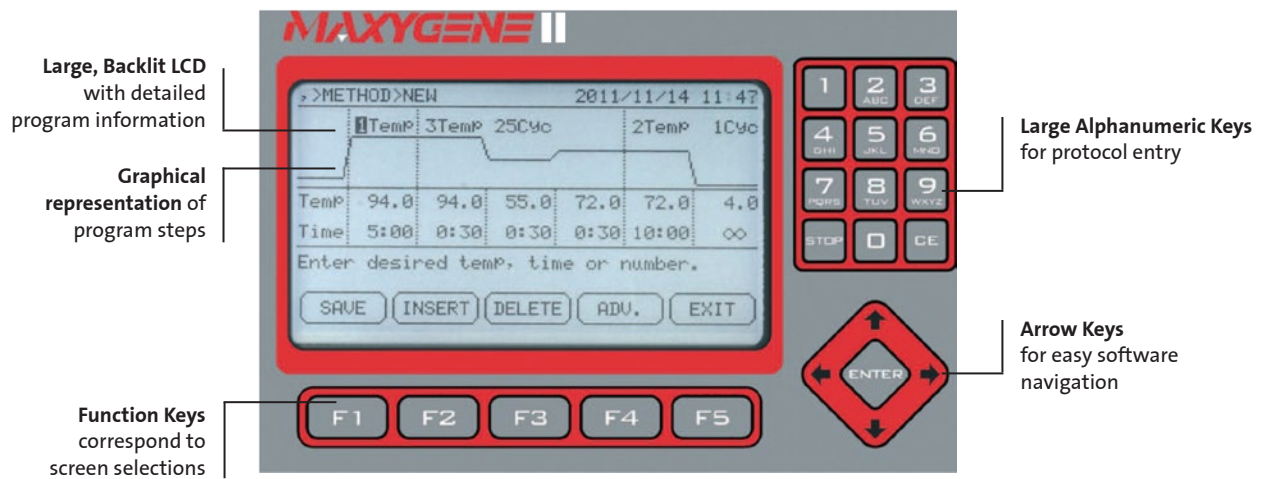 MAXYGENE II
Large, Backlit LCD
with detailed
program information
Graphical
representation of
program steps
Function Keys
correspond to
screen selections
>METHOD>NEW 2011/11/14 11:47
1Temp 3Temp 25Cyc 2Temp 1Cyc
Temp 94.0 94.0 55.0 72.0 72.0 4.0
Time 5:00 0:30 0:30 0:30 10:00 ∞
Enter desired temp, time or number.
SAVE INSERT DELETE ADV. EXIT
F1 F2 F3 F4 F5
1 2 3
ABC DEF
4 5 6
GHI JKL MNO
7 8 9
PQRS TUV WXYZ
STOP 0 CE
ENTER
Large Alphanumeric Keys
for protocol entry
Arrow Keys
for easy software
navigation